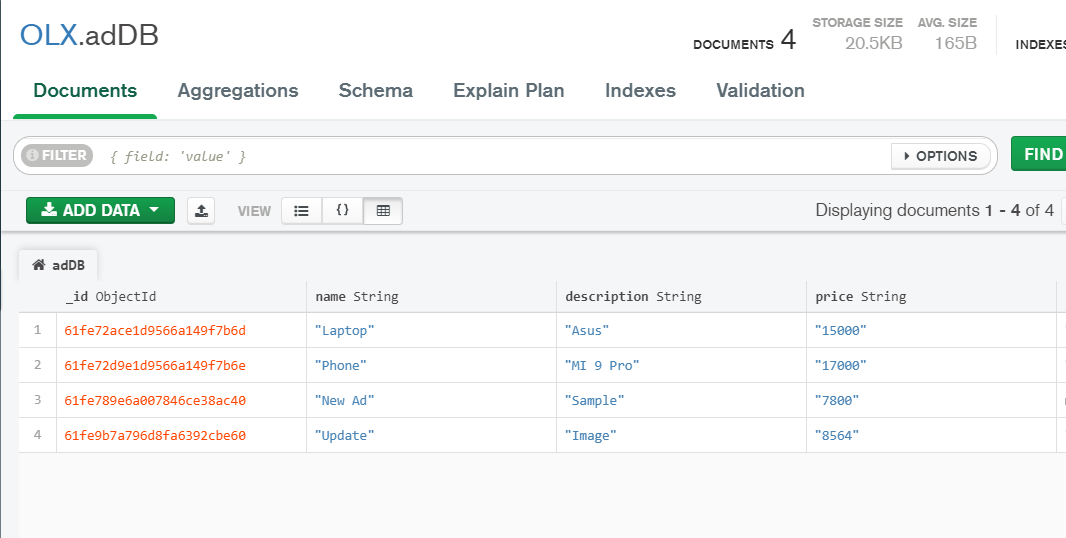 OLX.adDB
DOCUMENTS 4
STORAGE SIZE
20.5KB
AVG. SIZE
165B
Documents Aggregations Schema Explain Plan Indexes Validation
FILTER { field: 'value' } OPTIONS FIND
ADD DATA VIEW {} Displaying documents 1 - 4 of 4
adDB
_id ObjectId name String description String price String
1 61fe72ace1d9566a149f7b6d "Laptop" "Asus" "15000"
2 61fe72d9e1d9566a149f7b6e "Phone" "MI 9 Pro" "17000"
3 61fe789e6a007846ce38ac40 "New Ad" "Sample" "7800"
4 61fe9b7a796d8fa6392cbe60 "Update" "Image" "8564"